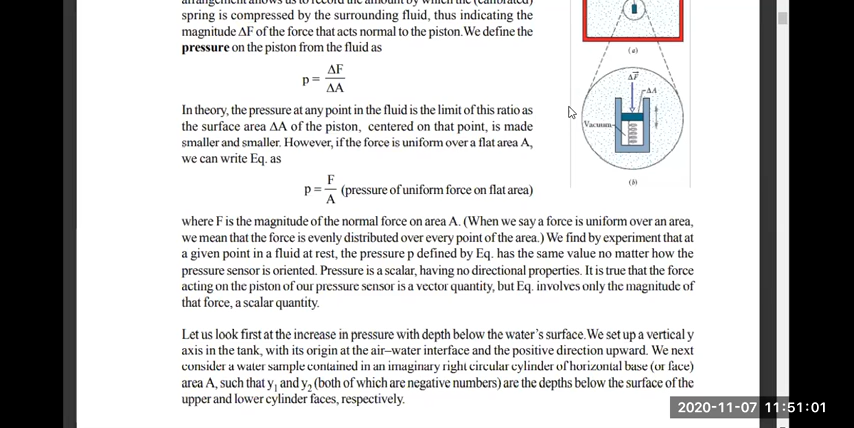 arrangement allows us to record the amount by which the (calibrated)
spring is compressed by the surrounding fluid, thus indicating the
magnitude ΔF of the force that acts normal to the piston.We define the
pressure on the piston from the fluid as
p = ΔF / ΔA
In theory, the pressure at any point in the fluid is the limit of this ratio as
the surface area ΔA of the piston, centered on that point, is made
smaller and smaller. However, if the force is uniform over a flat area A,
we can write Eq. as
p = F / A (pressure of uniform force on flat area)
(a)
ΔF⃗
ΔA
Vacuum
(b)
where F is the magnitude of the normal force on area A. (When we say a force is uniform over an area,
we mean that the force is evenly distributed over every point of the area.) We find by experiment that at
a given point in a fluid at rest, the pressure p defined by Eq. has the same value no matter how the
pressure sensor is oriented. Pressure is a scalar, having no directional properties. It is true that the force
acting on the piston of our pressure sensor is a vector quantity, but Eq. involves only the magnitude of
that force, a scalar quantity.
Let us look first at the increase in pressure with depth below the water's surface.We set up a vertical y
axis in the tank, with its origin at the air–water interface and the positive direction upward. We next
consider a water sample contained in an imaginary right circular cylinder of horizontal base (or face)
area A, such that y₁ and y₂ (both of which are negative numbers) are the depths below the surface of the
upper and lower cylinder faces, respectively.
2020-11-07 11:51:01